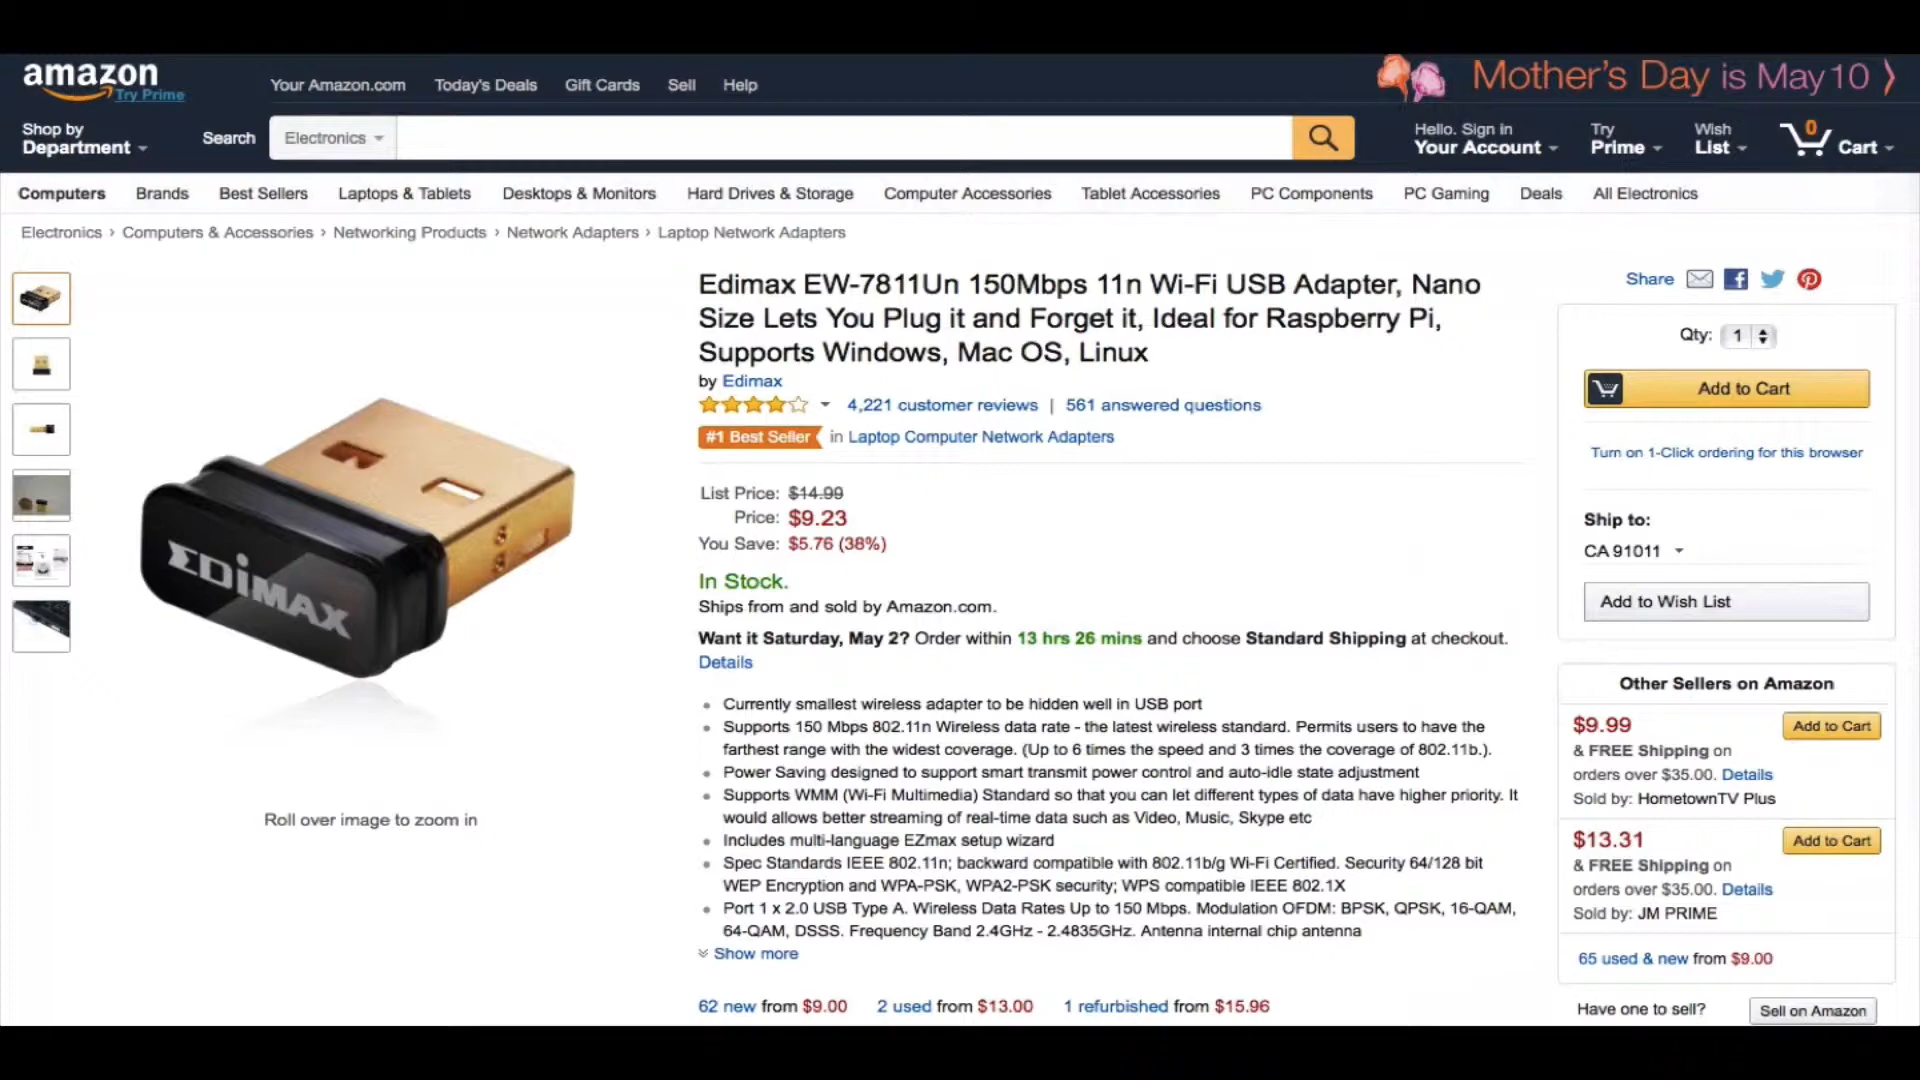 amazon
Try Prime
Your Amazon.com Today's Deals Gift Cards Sell Help
Mother's Day is May 10
Shop by
Department
Search
Electronics
Hello. Sign in
Your Account
Try
Prime
Wish
List
0
Cart
Computers Brands Best Sellers Laptops & Tablets Desktops & Monitors Hard Drives & Storage Computer Accessories Tablet Accessories PC Components PC Gaming Deals All Electronics
Electronics › Computers & Accessories › Networking Products › Network Adapters › Laptop Network Adapters
EDIMAX
Roll over image to zoom in
Edimax EW-7811Un 150Mbps 11n Wi-Fi USB Adapter, Nano
Size Lets You Plug it and Forget it, Ideal for Raspberry Pi,
Supports Windows, Mac OS, Linux
by Edimax
4,221 customer reviews | 561 answered questions
#1 Best Seller in Laptop Computer Network Adapters
List Price: $14.99
Price: $9.23
You Save: $5.76 (38%)
In Stock.
Ships from and sold by Amazon.com.
Want it Saturday, May 2? Order within 13 hrs 26 mins and choose Standard Shipping at checkout.
Details
Currently smallest wireless adapter to be hidden well in USB port
Supports 150 Mbps 802.11n Wireless data rate - the latest wireless standard. Permits users to have the
farthest range with the widest coverage. (Up to 6 times the speed and 3 times the coverage of 802.11b.).
Power Saving designed to support smart transmit power control and auto-idle state adjustment
Supports WMM (Wi-Fi Multimedia) Standard so that you can let different types of data have higher priority. It
would allows better streaming of real-time data such as Video, Music, Skype etc
Includes multi-language EZmax setup wizard
Spec Standards IEEE 802.11n; backward compatible with 802.11b/g Wi-Fi Certified. Security 64/128 bit
WEP Encryption and WPA-PSK, WPA2-PSK security; WPS compatible IEEE 802.1X
Port 1 x 2.0 USB Type A. Wireless Data Rates Up to 150 Mbps. Modulation OFDM: BPSK, QPSK, 16-QAM,
64-QAM, DSSS. Frequency Band 2.4GHz - 2.4835GHz. Antenna internal chip antenna
Show more
62 new from $9.00 2 used from $13.00 1 refurbished from $15.96
Share
Qty: 1
Add to Cart
Turn on 1-Click ordering for this browser
Ship to:
CA 91011
Add to Wish List
Other Sellers on Amazon
$9.99 Add to Cart
& FREE Shipping on
orders over $35.00. Details
Sold by: HometownTV Plus
$13.31 Add to Cart
& FREE Shipping on
orders over $35.00. Details
Sold by: JM PRIME
65 used & new from $9.00
Have one to sell? Sell on Amazon